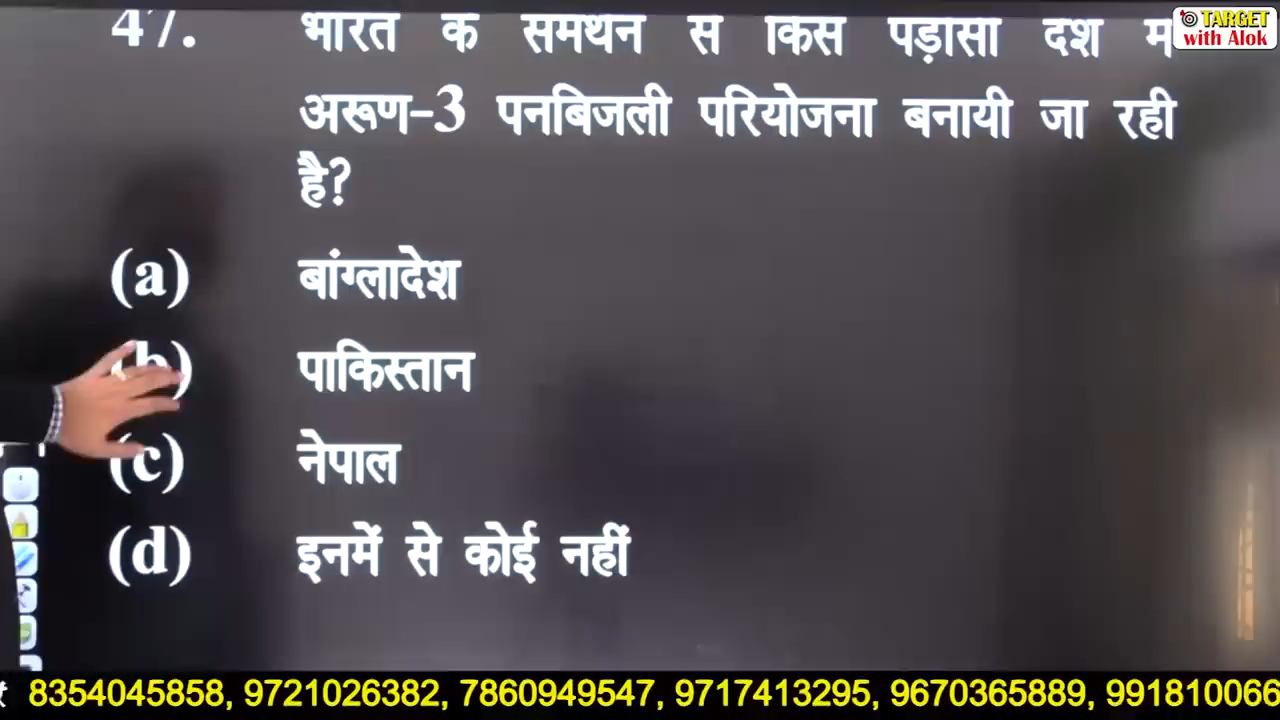 47. भारत के समर्थन से किस पड़ोसी देश में
TARGET
with Alok
अरूण-3 पनबिजली परियोजना बनायी जा रही
है?
(a) बांग्लादेश
(b) पाकिस्तान
(c) नेपाल
(d) इनमें से कोई नहीं
8354045858, 9721026382, 7860949547, 9717413295, 9670365889, 991810066